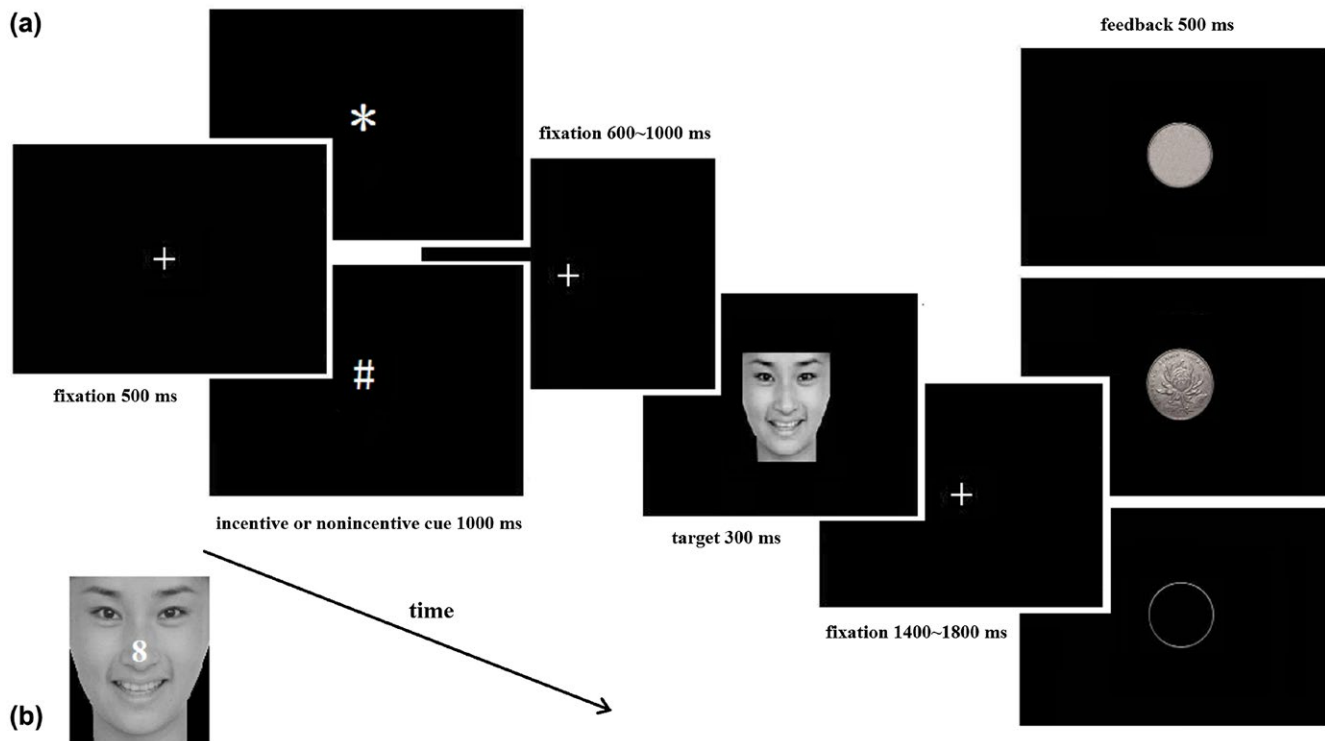 (a)
feedback 500 ms
*
fixation 600~1000 ms
+
+
#
fixation 500 ms
+
incentive or nonincentive cue 1000 ms
target 300 ms
time
fixation 1400~1800 ms
8
(b)